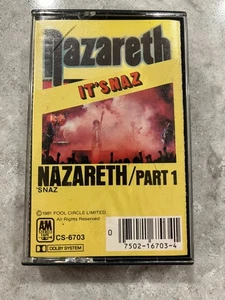 Nazareth
IT'S NAZ
NAZARETH/PART 1
'SNAZ
©1981 FOOL CIRCLE LIMITED
All Rights Reserved
A&M
CS-6703
DOLBY SYSTEM
0
7502-16703-4